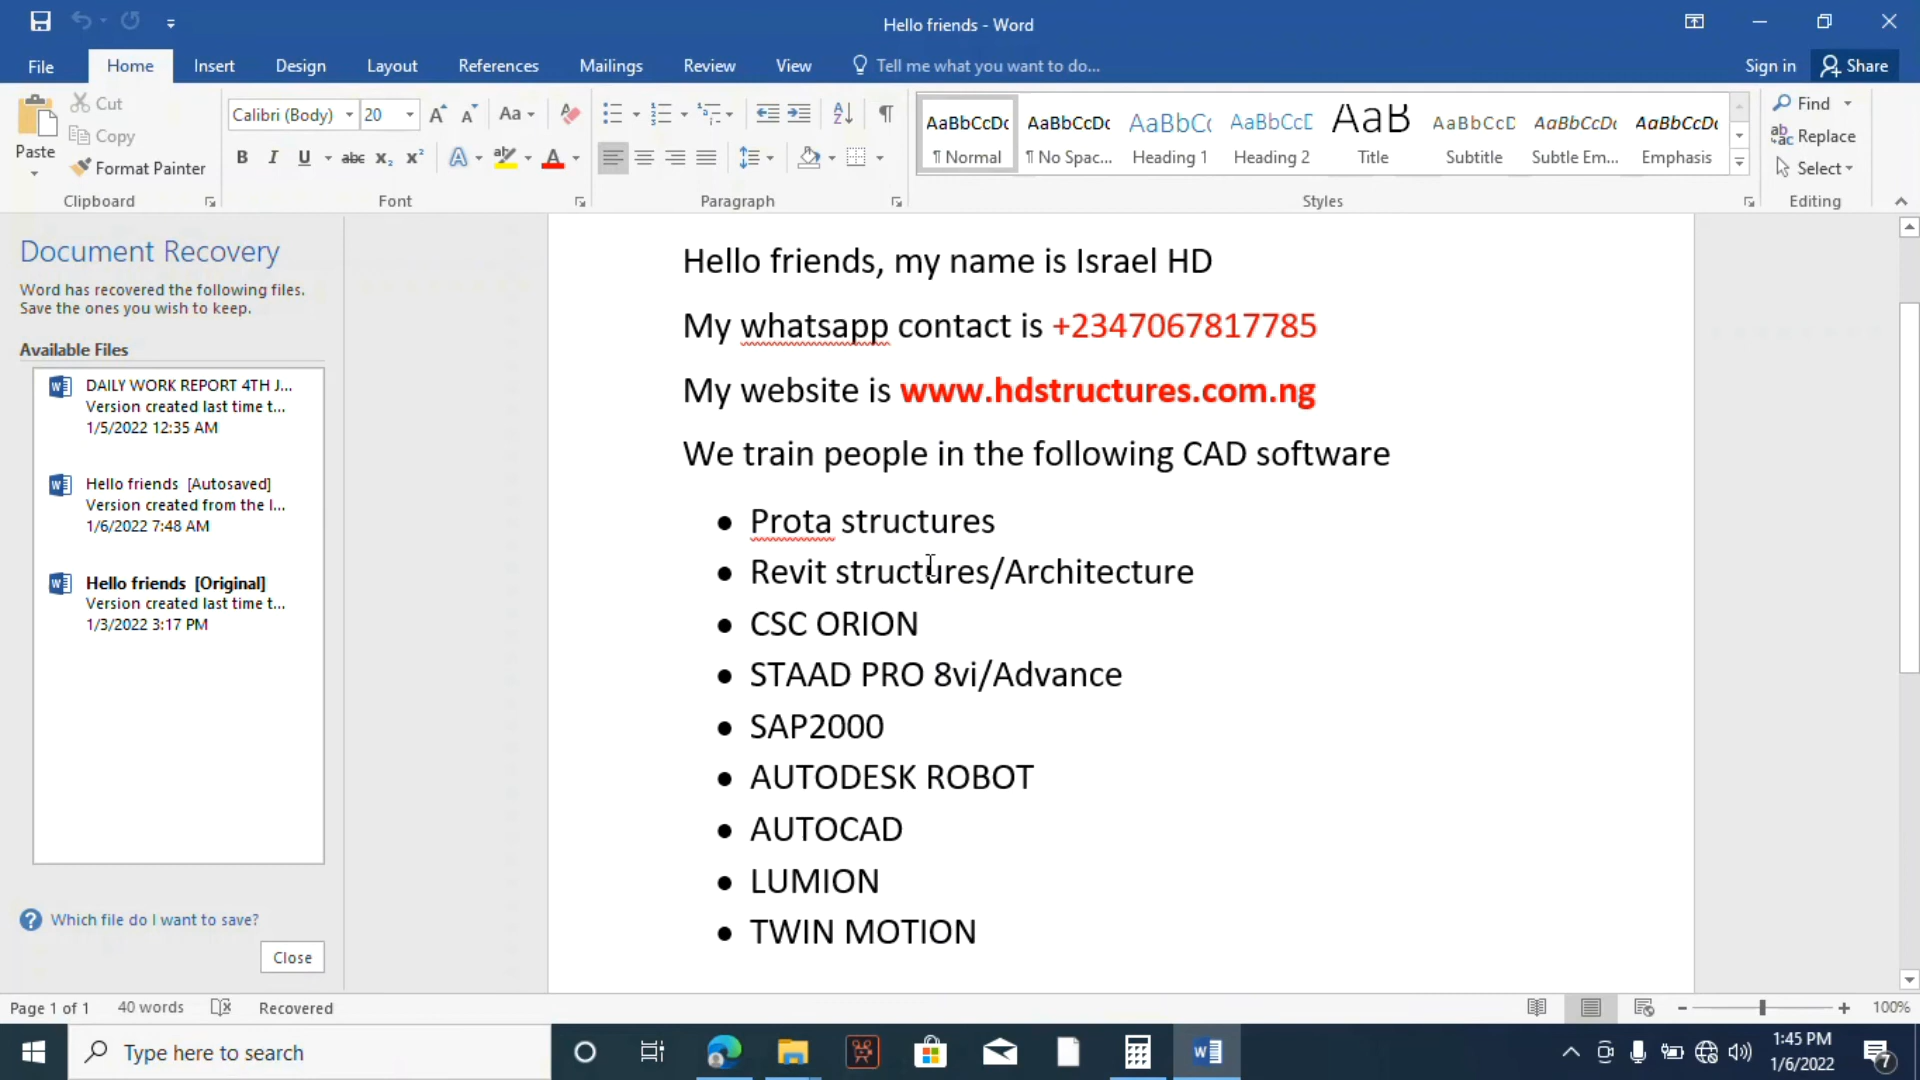 Hello friends - Word
File Home Insert Design Layout References Mailings Review View Tell me what you want to do... Sign in Share
Paste Cut Copy Format Painter
Calibri (Body) 20
Clipboard Font Paragraph Styles Editing
AaBbCcDc AaBbCcDc AaBbCc AaBbCcD AaB AaBbCcD AaBbCcDc AaBbCcDc
¶ Normal ¶ No Spac... Heading 1 Heading 2 Title Subtitle Subtle Em... Emphasis
Find
Replace
Select
Document Recovery
Word has recovered the following files.
Save the ones you wish to keep.
Available Files
DAILY WORK REPORT 4TH J...
Version created last time t...
1/5/2022 12:35 AM
Hello friends [Autosaved]
Version created from the l...
1/6/2022 7:48 AM
Hello friends [Original]
Version created last time t...
1/3/2022 3:17 PM
Which file do I want to save?
Close
Hello friends, my name is Israel HD
My whatsapp contact is +2347067817785
My website is www.hdstructures.com.ng
We train people in the following CAD software
• Prota structures
• Revit structures/Architecture
• CSC ORION
• STAAD PRO 8vi/Advance
• SAP2000
• AUTODESK ROBOT
• AUTOCAD
• LUMION
• TWIN MOTION
Page 1 of 1 40 words Recovered 100%
Type here to search
1:45 PM
1/6/2022
7